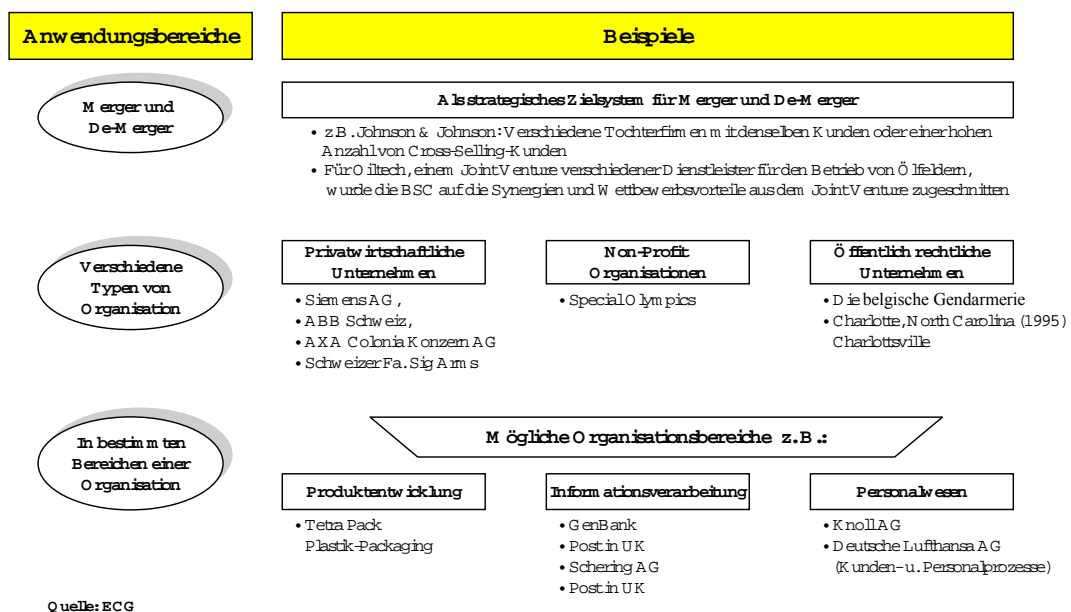 Anwendungsbereiche
Beispiele
Merger und
De-Merger
Als strategisches Zielsystem für Merger und De-Merger
• z.B. Johnson & Johnson: Verschiedene Tochterfirmen mit denselben Kunden oder einer hohen
Anzahl von Cross-Selling-Kunden
• Für Oiltech, einem Joint Venture verschiedener Dienstleister für den Betrieb von Ölfeldern,
wurde die BSC auf die Synergien und Wettbewerbsvorteile aus dem Joint Venture zugeschnitten
Verschiedene
Typen von
Organisation
Privatwirtschaftliche
Unternehmen
• Siemens AG,
• ABB Schweiz,
• AXA Colonia Konzern AG
• Schweizer Fa. Sig Arms
Non-Profit
Organisationen
• Special Olympics
Öffentlich rechtliche
Unternehmen
• Die belgische Gendarmerie
• Charlotte, North Carolina (1995)
Charlottsville
In bestimmten
Bereichen einer
Organisation
Mögliche Organisationsbereiche z.B.:
Produktentwicklung
• Tetra Pack
Plastik-Packaging
Informationsverarbeitung
• GenBank
• Post in UK
• Schering AG
• Post in UK
Personalwesen
• Knoll AG
• Deutsche Lufthansa AG
(Kunden- u. Personalprozesse)
Quelle: ECG